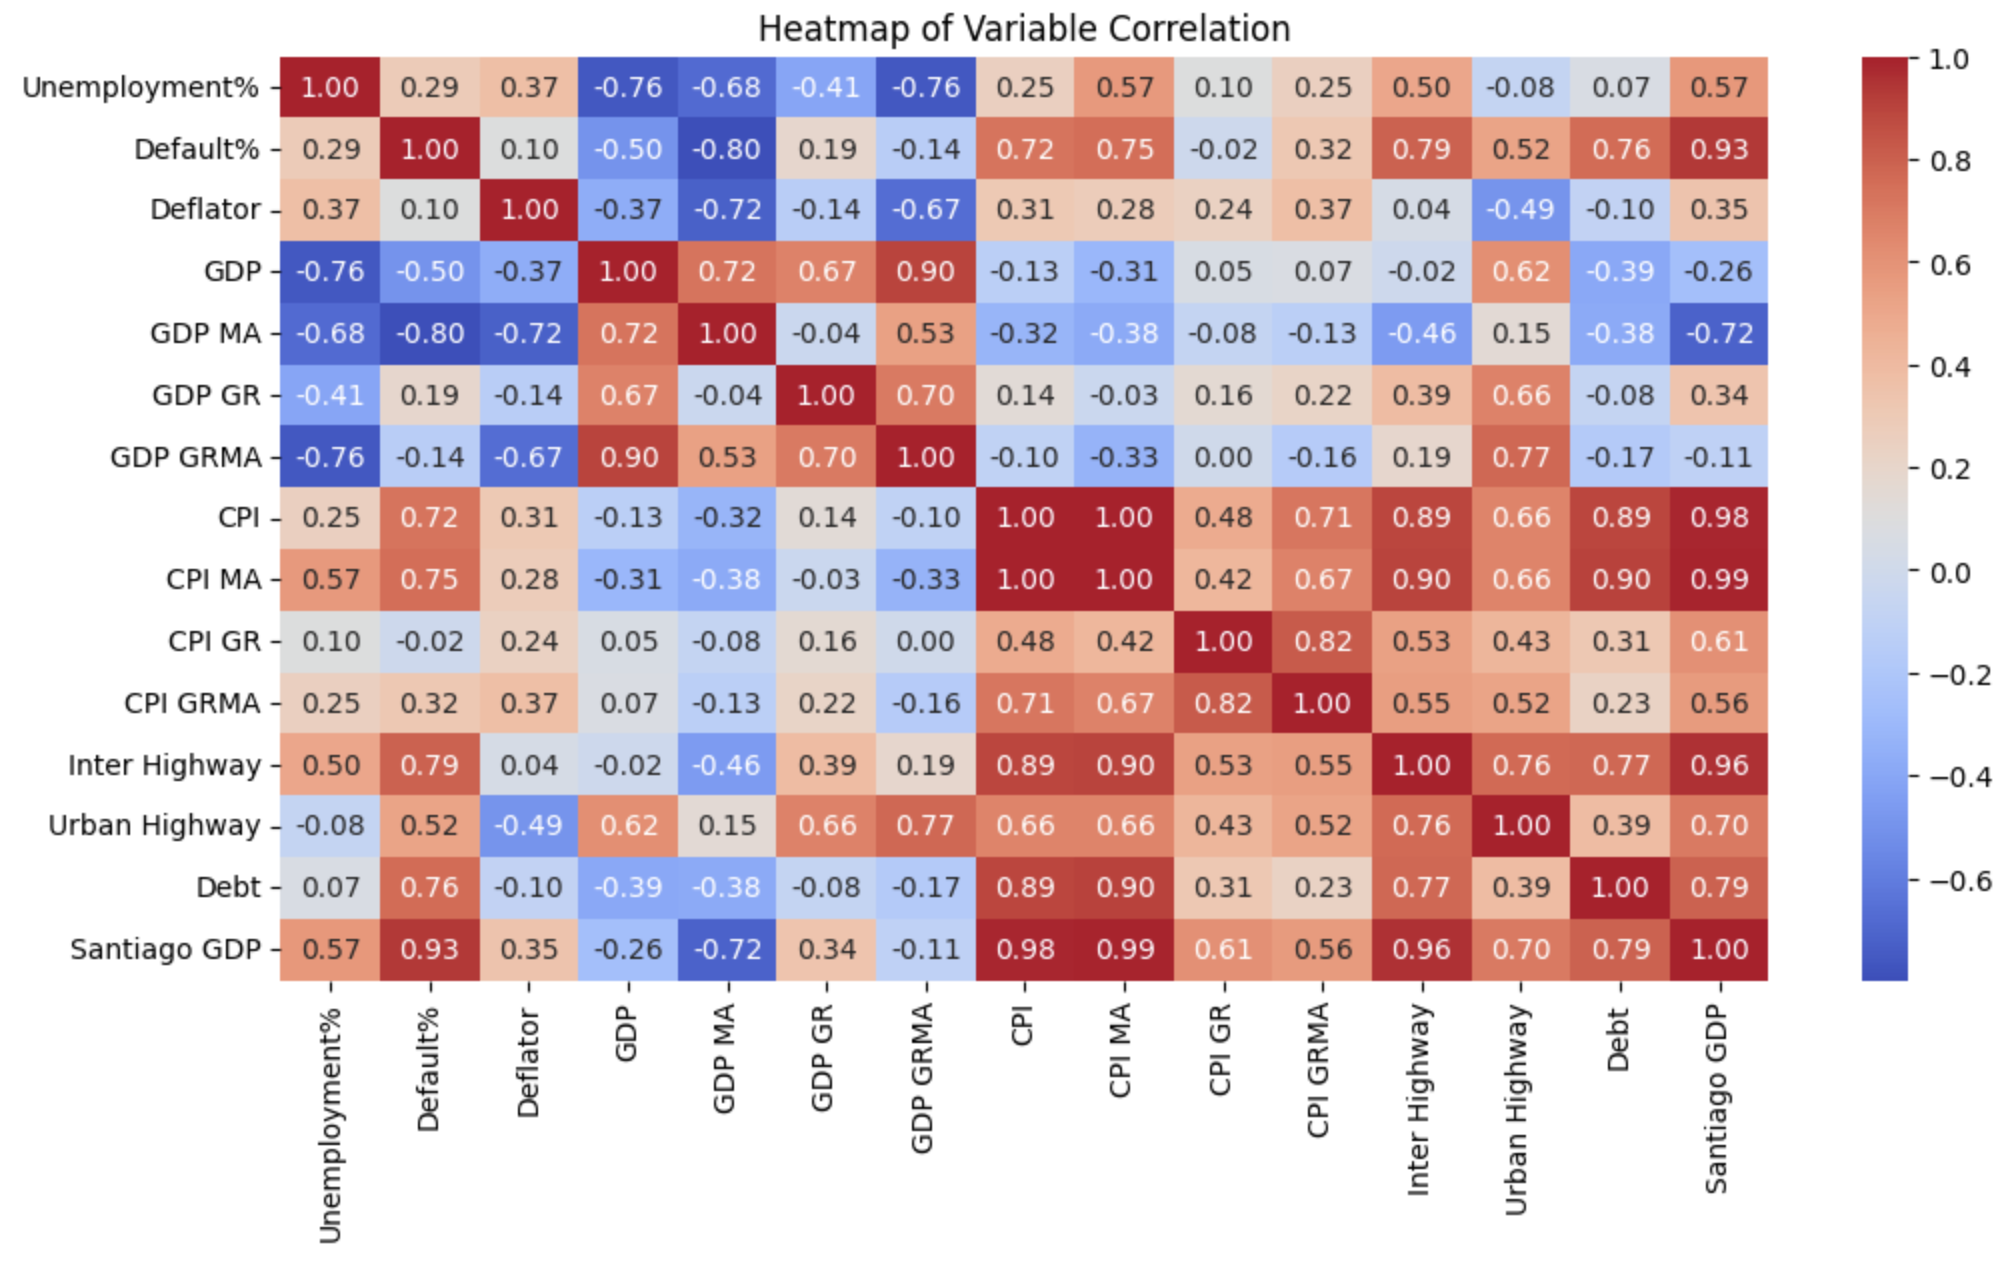 Heatmap of Variable Correlation
Unemployment% 1.00 0.29 0.37 -0.76 -0.68 -0.41 -0.76 0.25 0.57 0.10 0.25 0.50 -0.08 0.07 0.57
Default% 0.29 1.00 0.10 -0.50 -0.80 0.19 -0.14 0.72 0.75 -0.02 0.32 0.79 0.52 0.76 0.93
Deflator 0.37 0.10 1.00 -0.37 -0.72 -0.14 -0.67 0.31 0.28 0.24 0.37 0.04 -0.49 -0.10 0.35
GDP -0.76 -0.50 -0.37 1.00 0.72 0.67 0.90 -0.13 -0.31 0.05 0.07 -0.02 0.62 -0.39 -0.26
GDP MA -0.68 -0.80 -0.72 0.72 1.00 -0.04 0.53 -0.32 -0.38 -0.08 -0.13 -0.46 0.15 -0.38 -0.72
GDP GR -0.41 0.19 -0.14 0.67 -0.04 1.00 0.70 0.14 -0.03 0.16 0.22 0.39 0.66 -0.08 0.34
GDP GRMA -0.76 -0.14 -0.67 0.90 0.53 0.70 1.00 -0.10 -0.33 0.00 -0.16 0.19 0.77 -0.17 -0.11
CPI 0.25 0.72 0.31 -0.13 -0.32 0.14 -0.10 1.00 1.00 0.48 0.71 0.89 0.66 0.89 0.98
CPI MA 0.57 0.75 0.28 -0.31 -0.38 -0.03 -0.33 1.00 1.00 0.42 0.67 0.90 0.66 0.90 0.99
CPI GR 0.10 -0.02 0.24 0.05 -0.08 0.16 0.00 0.48 0.42 1.00 0.82 0.53 0.43 0.31 0.61
CPI GRMA 0.25 0.32 0.37 0.07 -0.13 0.22 -0.16 0.71 0.67 0.82 1.00 0.55 0.52 0.23 0.56
Inter Highway 0.50 0.79 0.04 -0.02 -0.46 0.39 0.19 0.89 0.90 0.53 0.55 1.00 0.76 0.77 0.96
Urban Highway -0.08 0.52 -0.49 0.62 0.15 0.66 0.77 0.66 0.66 0.43 0.52 0.76 1.00 0.39 0.70
Debt 0.07 0.76 -0.10 -0.39 -0.38 -0.08 -0.17 0.89 0.90 0.31 0.23 0.77 0.39 1.00 0.79
Santiago GDP 0.57 0.93 0.35 -0.26 -0.72 0.34 -0.11 0.98 0.99 0.61 0.56 0.96 0.70 0.79 1.00
Unemployment%
Default%
Deflator
GDP
GDP MA
GDP GR
GDP GRMA
CPI
CPI MA
CPI GR
CPI GRMA
Inter Highway
Urban Highway
Debt
Santiago GDP
1.0
0.8
0.6
0.4
0.2
0.0
−0.2
−0.4
−0.6